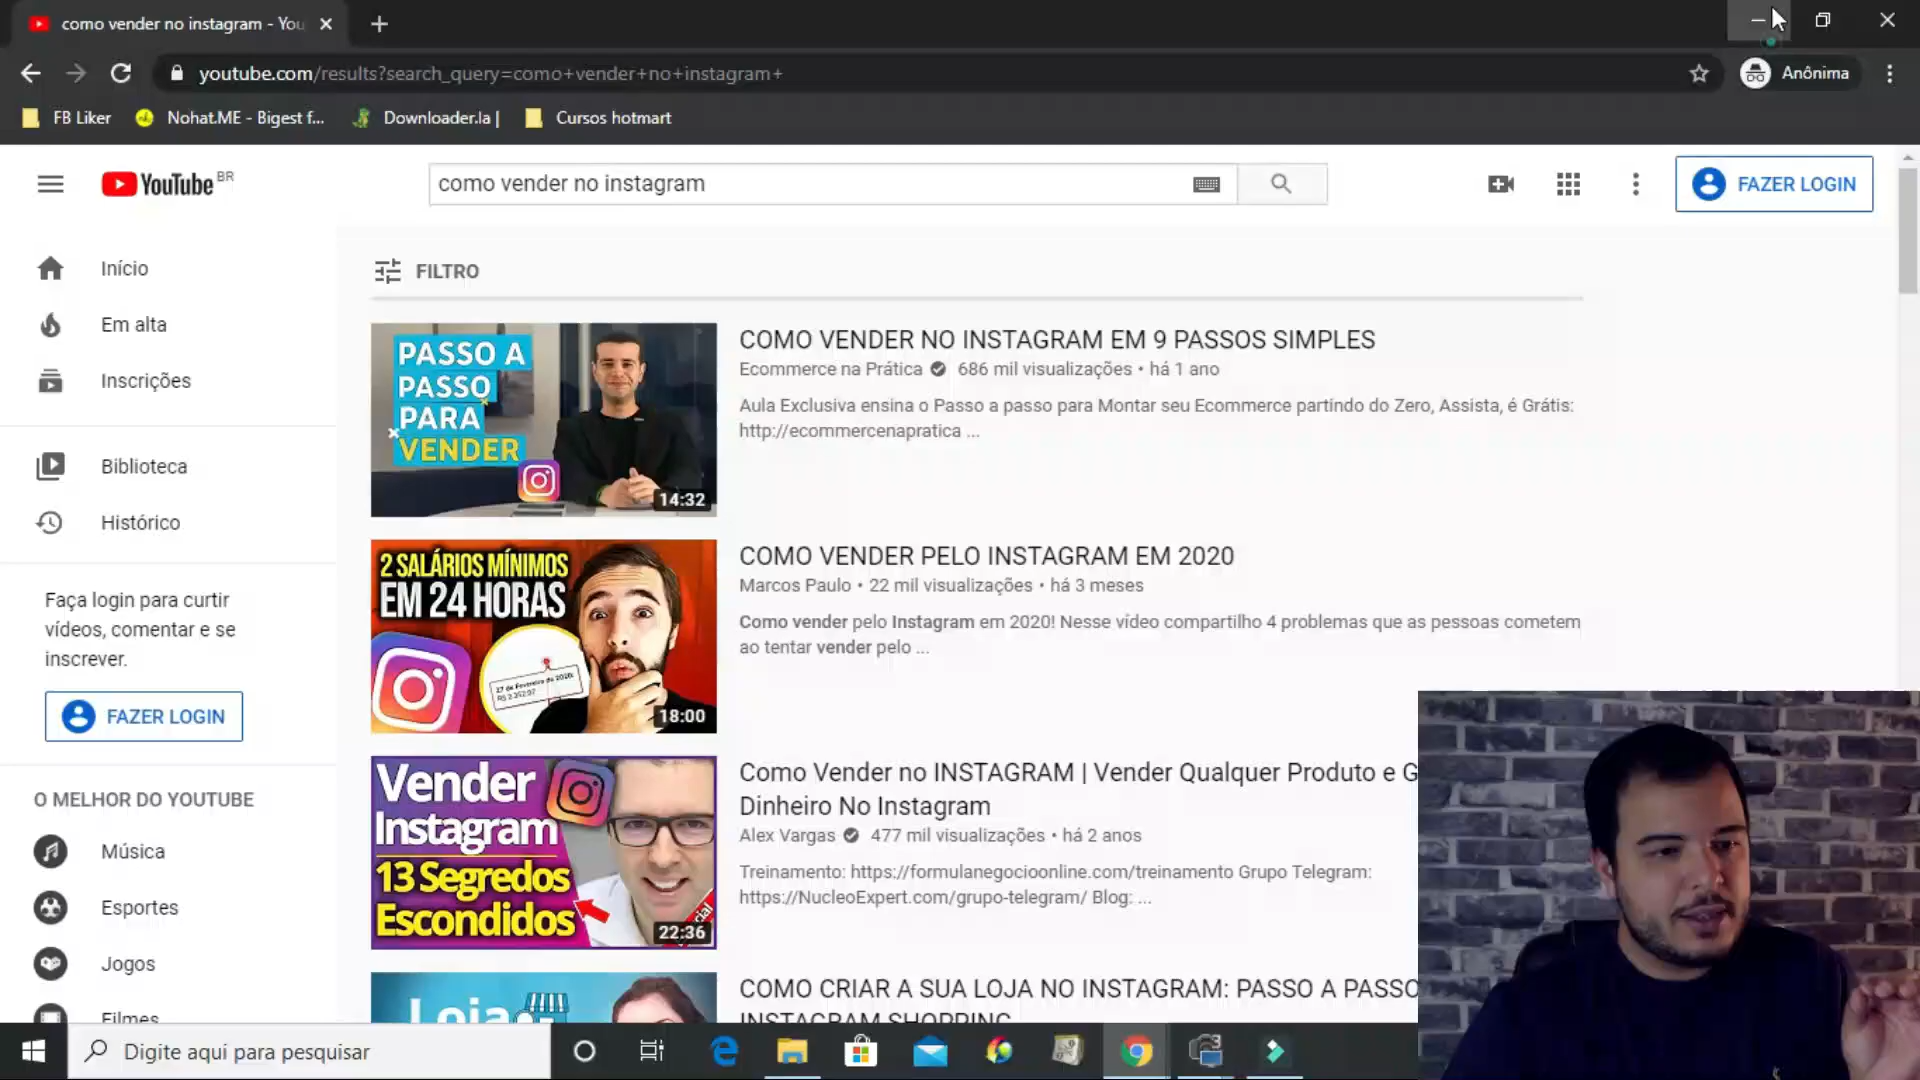 como vender no instagram - You
youtube.com/results?search_query=como+vender+no+instagram+
Anônima
FB Liker
Nohat.ME - Bigest f...
Downloader.la |
Cursos hotmart
YouTube BR
como vender no instagram
FAZER LOGIN
Início
Em alta
Inscrições
Biblioteca
Histórico
Faça login para curtir
vídeos, comentar e se
inscrever.
FAZER LOGIN
O MELHOR DO YOUTUBE
Música
Esportes
Jogos
Filmes
FILTRO
PASSO A
PASSO
PARA
VENDER
14:32
COMO VENDER NO INSTAGRAM EM 9 PASSOS SIMPLES
Ecommerce na Prática 686 mil visualizações • há 1 ano
Aula Exclusiva ensina o Passo a passo para Montar seu Ecommerce partindo do Zero, Assista, é Grátis:
http://ecommercenapratica ...
2 SALÁRIOS MÍNIMOS
EM 24 HORAS
27 de Fevereiro de 2020:
18:00
COMO VENDER PELO INSTAGRAM EM 2020
Marcos Paulo • 22 mil visualizações • há 3 meses
Como vender pelo Instagram em 2020! Nesse vídeo compartilho 4 problemas que as pessoas cometem
ao tentar vender pelo ...
Vender
Instagram
13 Segredos
Escondidos
22:36
Como Vender no INSTAGRAM | Vender Qualquer Produto e G
Dinheiro No Instagram
Alex Vargas 477 mil visualizações • há 2 anos
Treinamento: https://formulanegocioonline.com/treinamento Grupo Telegram:
https://NucleoExpert.com/grupo-telegram/ Blog: ...
Loja
COMO CRIAR A SUA LOJA NO INSTAGRAM: PASSO A PASSO
INSTAGRAM SHOPPING
Digite aqui para pesquisar